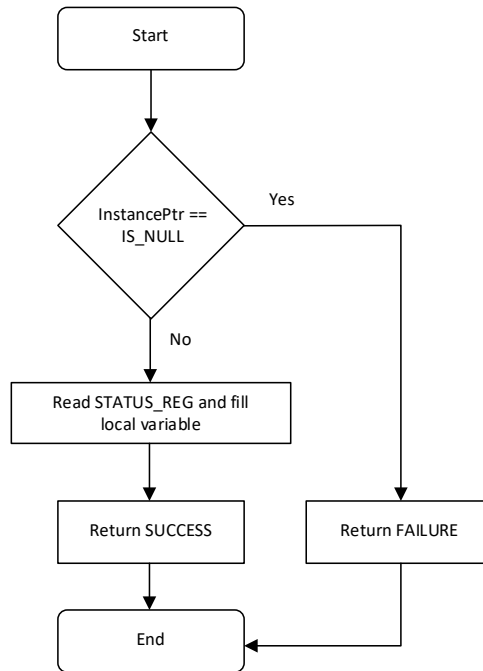 Start
InstancePtr ==
IS_NULL
Yes
No
Read STATUS_REG and fill
local variable
Return SUCCESS
Return FAILURE
End